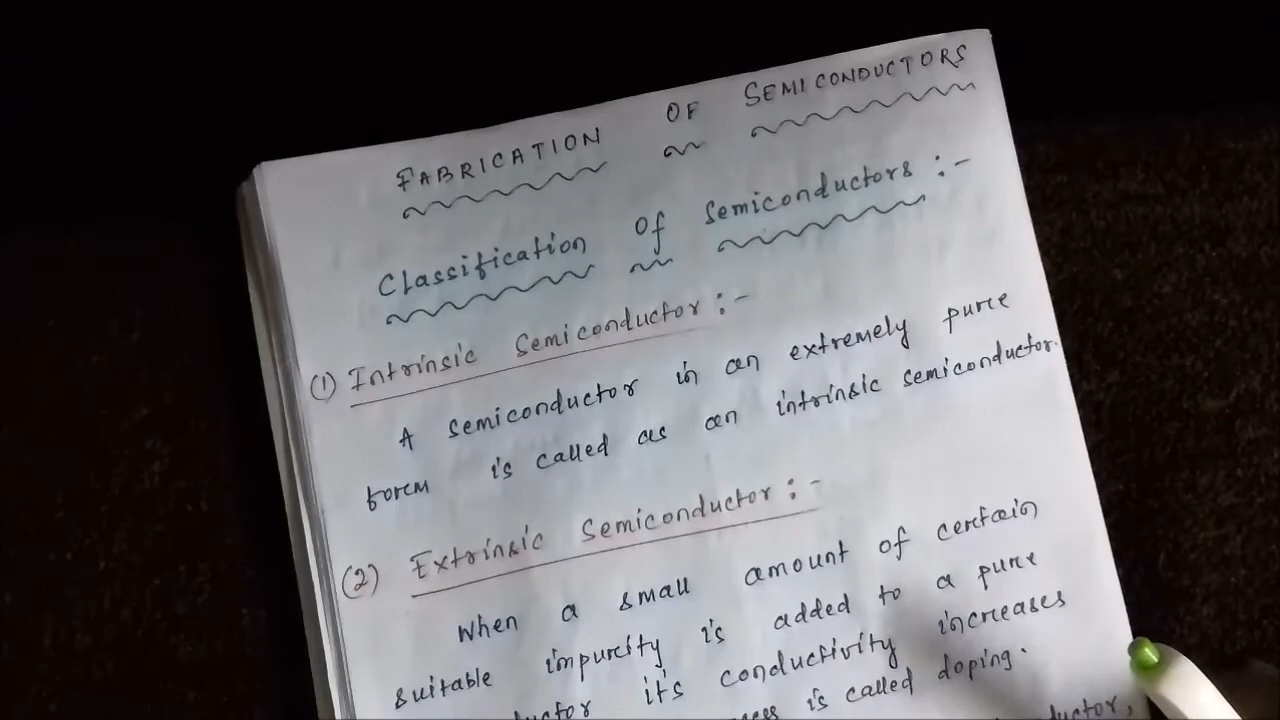 FABRICATION OF SEMICONDUCTORS
Classification of Semiconductors :-
(1) Intrinsic Semiconductor :-
A semiconductor in an extremely pure
form is called as an intrinsic semiconductor.
(2) Extrinsic Semiconductor :-
When a small amount of certain
suitable impurity is added to a pure
its conductivity increases
is called doping.